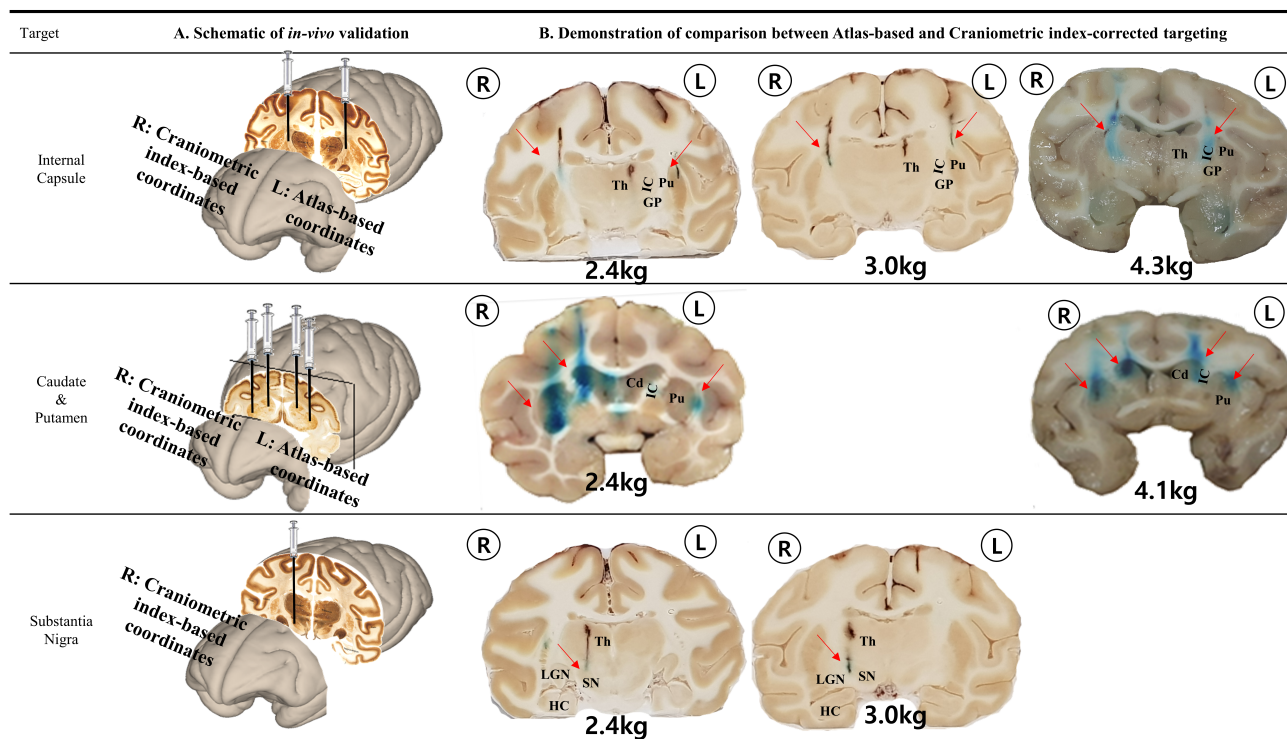 Target
A. Schematic of in-vivo validation
B. Demonstration of comparison between Atlas-based and Craniometric index-corrected targeting
Internal
Capsule
R: Craniometric
index-based
coordinates
L: Atlas-based
coordinates
R
L
Th
IC
Pu
GP
2.4kg
R
L
Th
IC
Pu
GP
3.0kg
R
L
Th
IC
Pu
GP
4.3kg
Caudate
&
Putamen
R: Craniometric
index-based
coordinates
L: Atlas-based
coordinates
R
L
Cd
IC
Pu
2.4kg
R
L
Cd
IC
Pu
4.1kg
Substantia
Nigra
R: Craniometric
index-based
coordinates
R
L
Th
LGN
SN
HC
2.4kg
R
L
Th
LGN
SN
HC
3.0kg